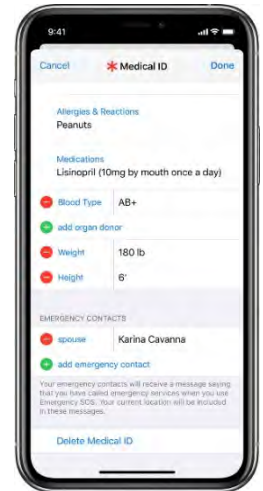 9:41
Cancel * Medical ID Done
Allergies & Reactions
Peanuts
Medications
Lisinopril (10mg by mouth once a day)
Blood Type AB+
add organ donor
Weight 180 lb
Height 6'
EMERGENCY CONTACTS
spouse Karina Cavanna
add emergency contact
Your emergency contacts will receive a message saying
that you have called emergency services when you use
Emergency SOS. Your current location will be included
in these messages.
Delete Medical ID